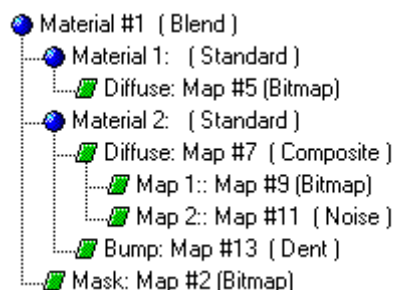 Material #1 ( Blend )
Material 1: ( Standard )
Diffuse: Map #5 (Bitmap)
Material 2: ( Standard )
Diffuse: Map #7 ( Composite )
Map 1:: Map #9 (Bitmap)
Map 2:: Map #11 ( Noise )
Bump: Map #13 ( Dent )
Mask: Map #2 (Bitmap)